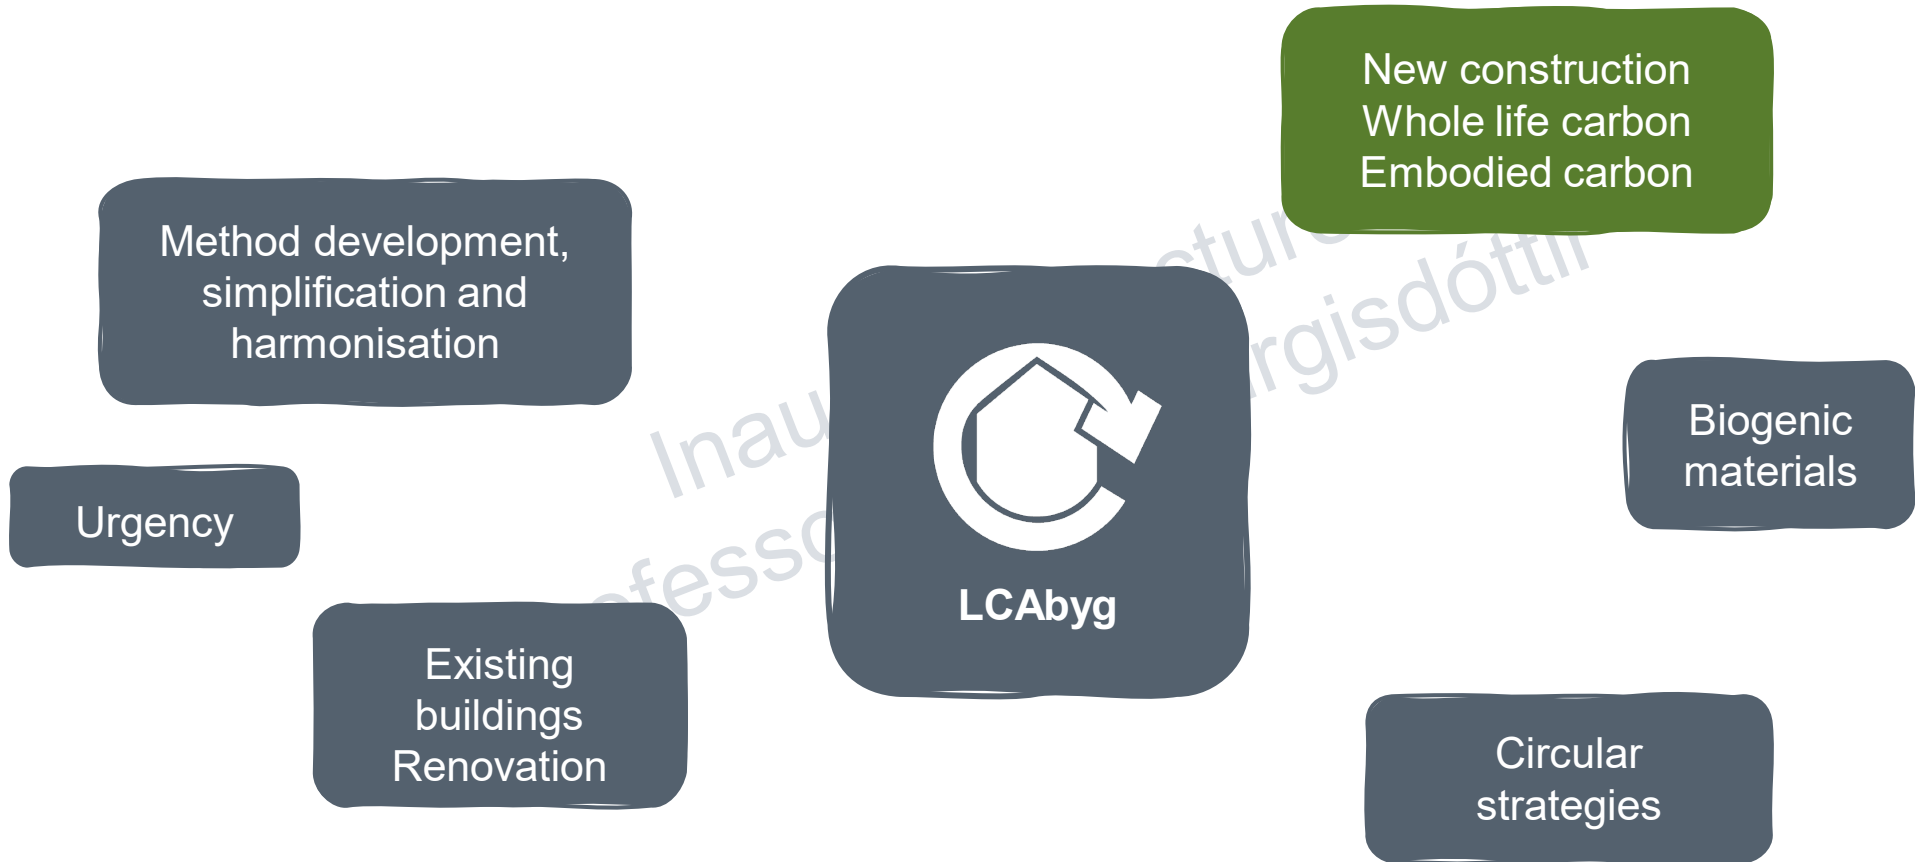 New construction
Whole life carbon
Embodied carbon
Method development,
simplification and
harmonisation
Biogenic
materials
Urgency
LCAbyg
Existing
buildings
Renovation
Circular
strategies